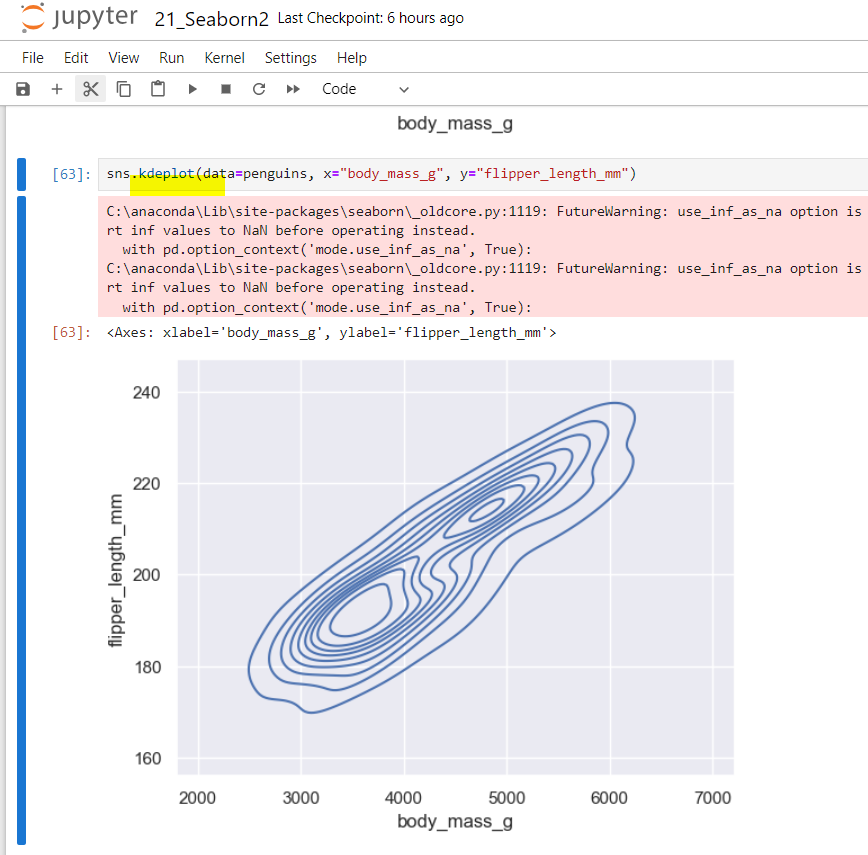 jupyter 21_Seaborn2 Last Checkpoint: 6 hours ago
File Edit View Run Kernel Settings Help
Code
body_mass_g
[63]: sns.kdeplot(data=penguins, x="body_mass_g", y="flipper_length_mm")
C:\anaconda\Lib\site-packages\seaborn\_oldcore.py:1119: FutureWarning: use_inf_as_na option is
rt inf values to NaN before operating instead.
with pd.option_context('mode.use_inf_as_na', True):
C:\anaconda\Lib\site-packages\seaborn\_oldcore.py:1119: FutureWarning: use_inf_as_na option is
rt inf values to NaN before operating instead.
with pd.option_context('mode.use_inf_as_na', True):
[63]: <Axes: xlabel='body_mass_g', ylabel='flipper_length_mm'>
240
220
200
180
160
flipper_length_mm
2000 3000 4000 5000 6000 7000
body_mass_g